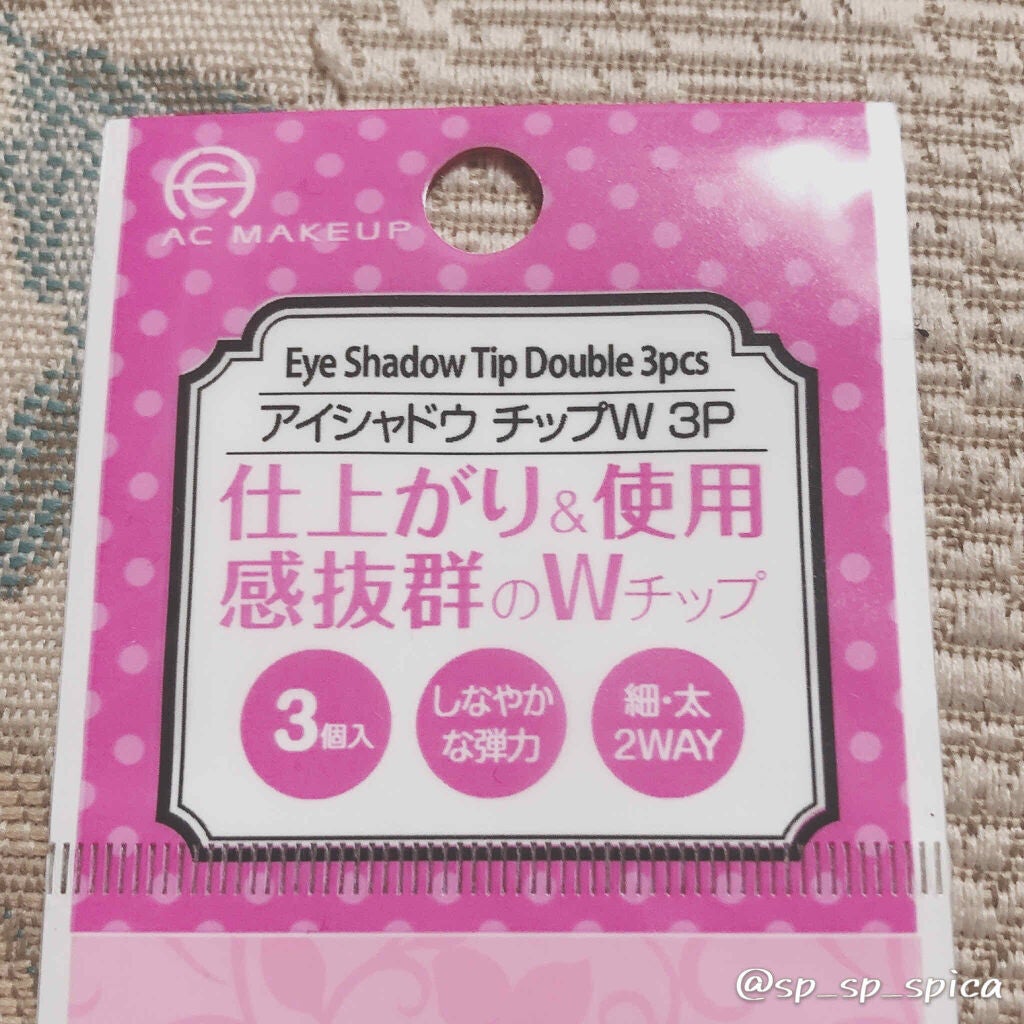 AC MAKEUP
Eye Shadow Tip Double 3pcs
アイシャドウ チップW 3P
仕上がり&使用
感抜群のWチップ
3個入
しなやか
な弾力
細・太
2WAY
@sp_sp_spica